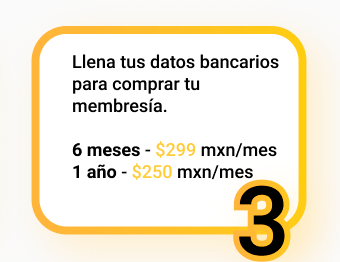 Llena tus datos bancarios
para comprar tu
membresía.
6 meses - $299 mxn/mes
1 año - $250 mxn/mes
3